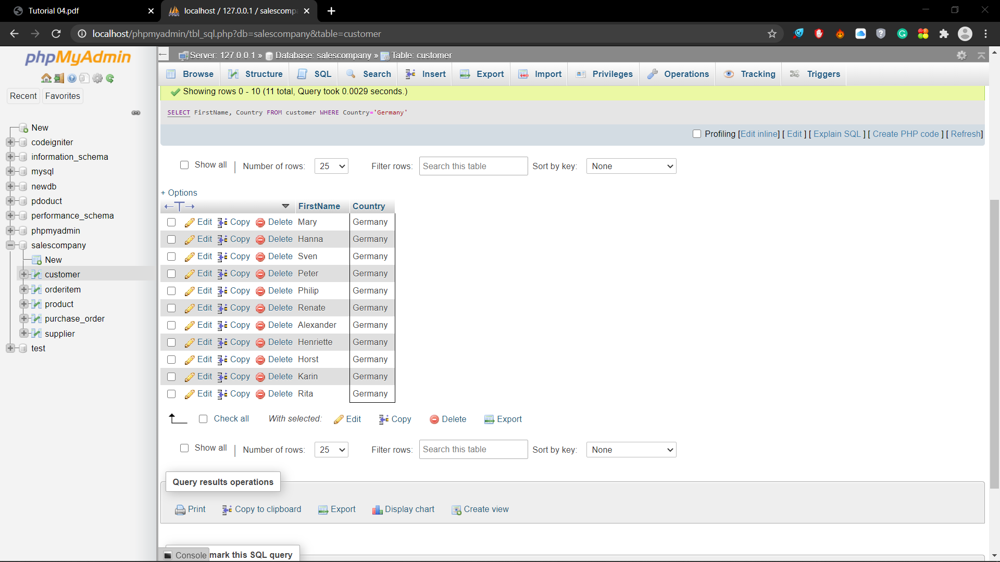 Tutorial 04.pdf
localhost / 127.0.0.1 / salescomp
localhost/phpmyadmin/tbl_sql.php?db=salescompany&table=customer
phpMyAdmin
Recent Favorites
New
codeigniter
information_schema
mysql
newdb
pdoduct
performance_schema
phpmyadmin
salescompany
New
customer
orderitem
product
purchase_order
supplier
test
Server: 127.0.0.1 » Database: salescompany » Table: customer
Browse Structure SQL Search Insert Export Import Privileges Operations Tracking Triggers
Showing rows 0 - 10 (11 total, Query took 0.0029 seconds.)
SELECT FirstName, Country FROM customer WHERE Country='Germany'
Profiling [Edit inline] [ Edit ] [ Explain SQL ] [ Create PHP code ] [ Refresh]
Show all | Number of rows: 25 Filter rows: Search this table Sort by key: None
+ Options
FirstName Country
Edit Copy Delete Mary Germany
Edit Copy Delete Hanna Germany
Edit Copy Delete Sven Germany
Edit Copy Delete Peter Germany
Edit Copy Delete Philip Germany
Edit Copy Delete Renate Germany
Edit Copy Delete Alexander Germany
Edit Copy Delete Henriette Germany
Edit Copy Delete Horst Germany
Edit Copy Delete Karin Germany
Edit Copy Delete Rita Germany
Check all With selected: Edit Copy Delete Export
Show all | Number of rows: 25 Filter rows: Search this table Sort by key: None
Query results operations
Print Copy to clipboard Export Display chart Create view
Console mark this SQL query